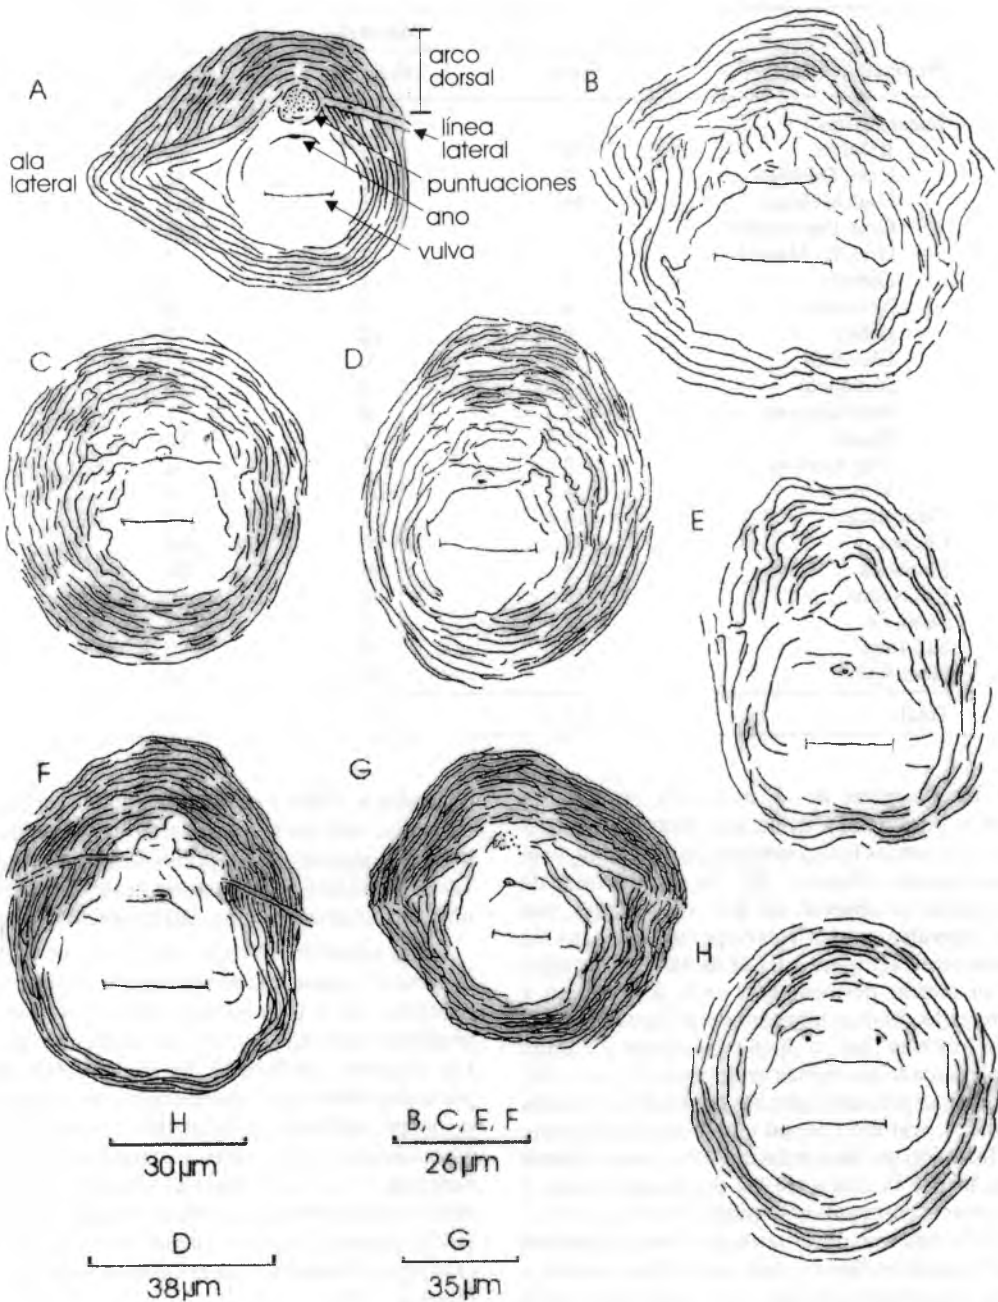 A
arco
dorsal
B
ala
lateral
línea
lateral
puntuaciones
ano
vulva
C
D
E
F
G
H
H
30µm
B, C, E, F
26µm
D
38µm
G
35µm